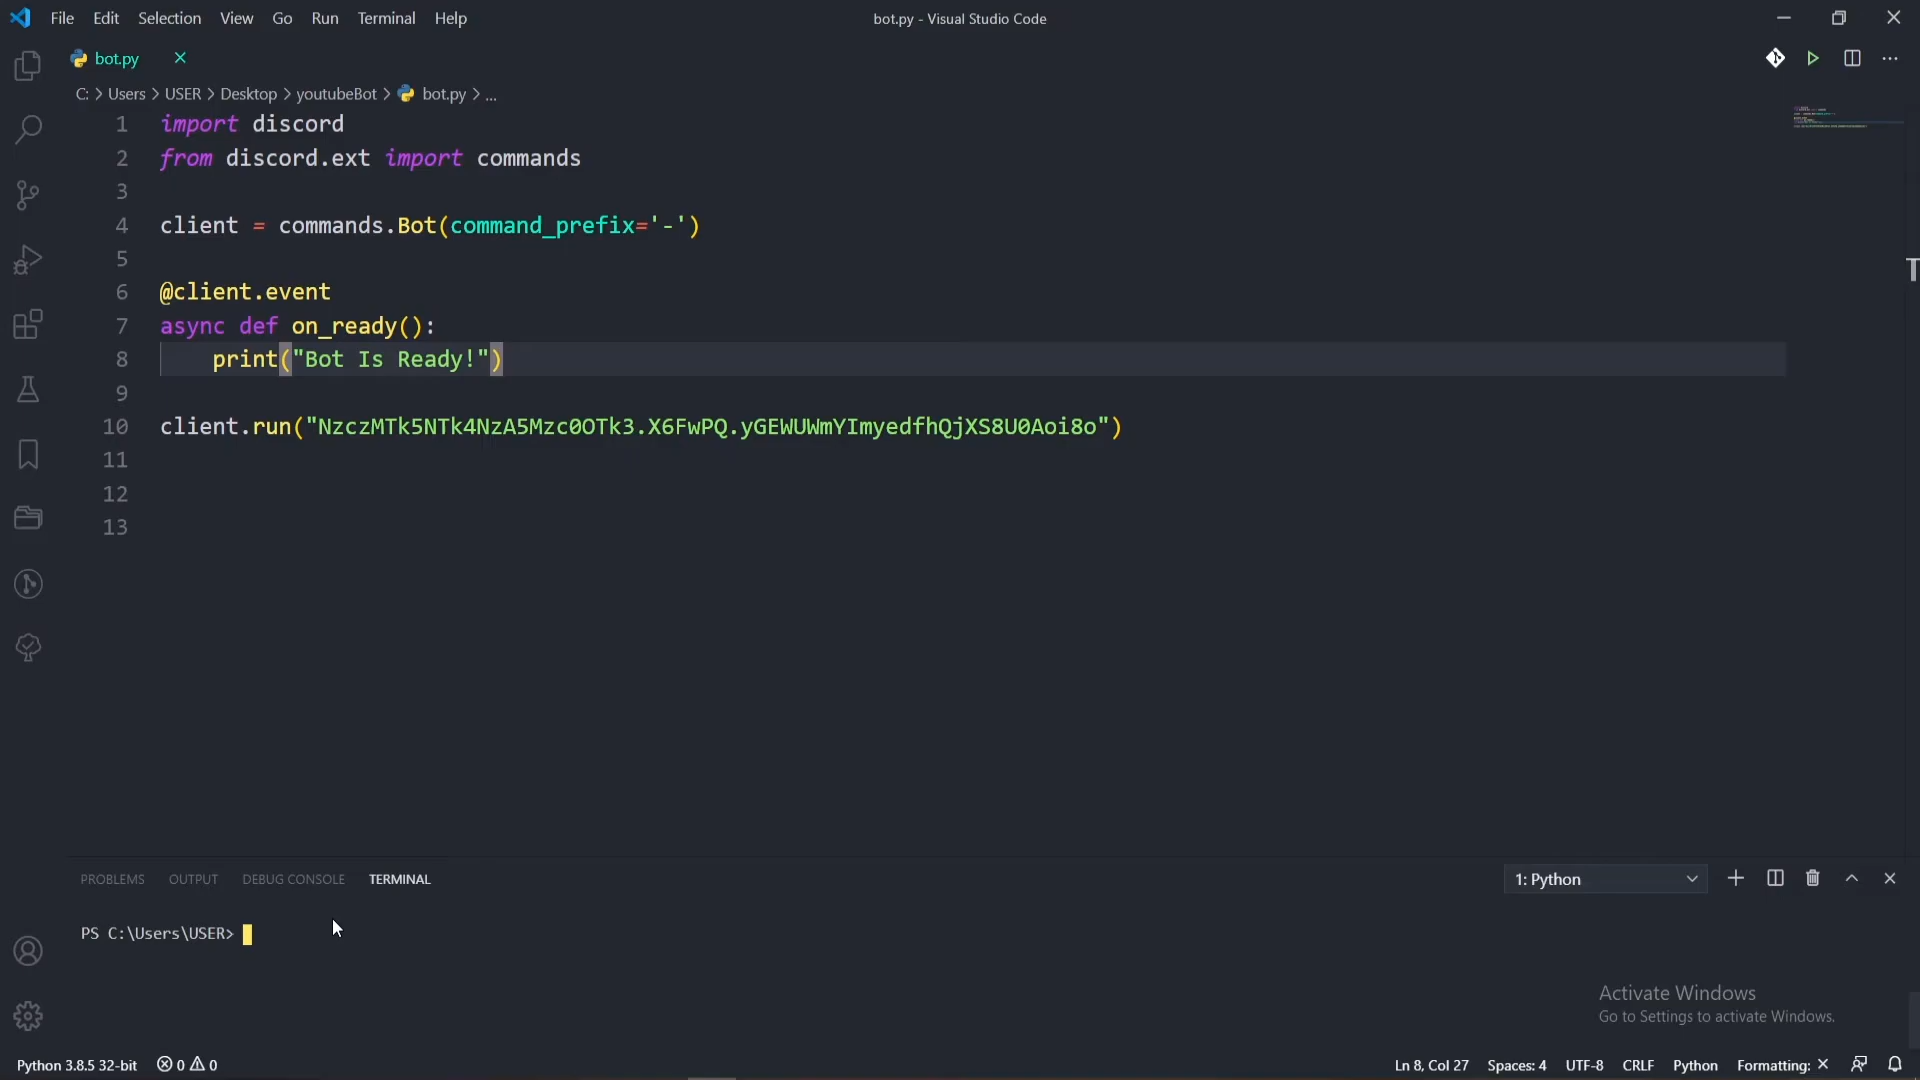 File Edit Selection View Go Run Terminal Help bot.py - Visual Studio Code
bot.py
C: > Users > USER > Desktop > youtubeBot > bot.py > ...
1 import discord
2 from discord.ext import commands
3
4 client = commands.Bot(command_prefix='-')
5
6 @client.event
7 async def on_ready():
8 print("Bot Is Ready!")
9
10 client.run("NzczMTk5NTk4NzA5Mzc0OTk3.X6FwPQ.yGEWUWmYImyedfhQjXS8U0Aoi8o")
11
12
13
PROBLEMS OUTPUT DEBUG CONSOLE TERMINAL 1: Python
PS C:\Users\USER>
Activate Windows
Go to Settings to activate Windows.
Python 3.8.5 32-bit 0 0 Ln 8, Col 27 Spaces: 4 UTF-8 CRLF Python Formatting: ×